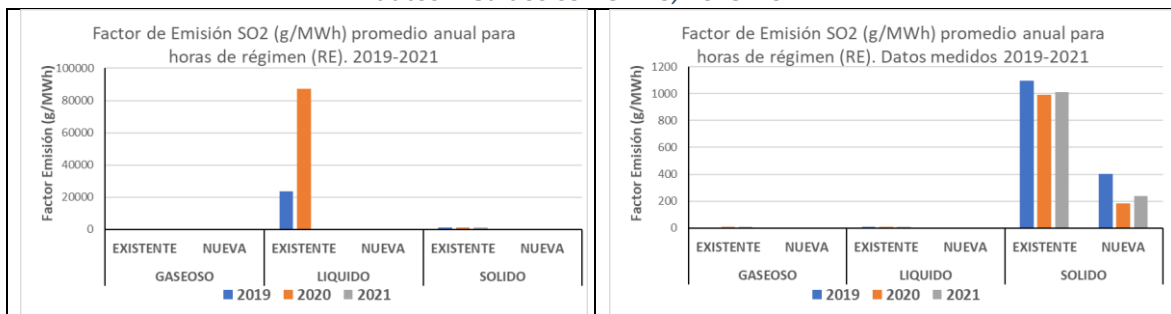 Factor de Emisión SO2 (g/MWh) promedio anual para
horas de régimen (RE). 2019-2021
Factor Emisión (g/MWh)
100000
80000
60000
40000
20000
0
EXISTENTE NUEVA EXISTENTE NUEVA EXISTENTE NUEVA
GASEOSO LIQUIDO SOLIDO
2019 2020 2021
Factor de Emisión SO2 (g/MWh) promedio anual para
horas de régimen (RE). Datos medidos 2019-2021
Factor Emisión (g/MWh)
1200
1000
800
600
400
200
0
EXISTENTE NUEVA EXISTENTE NUEVA EXISTENTE NUEVA
GASEOSO LIQUIDO SOLIDO
2019 2020 2021